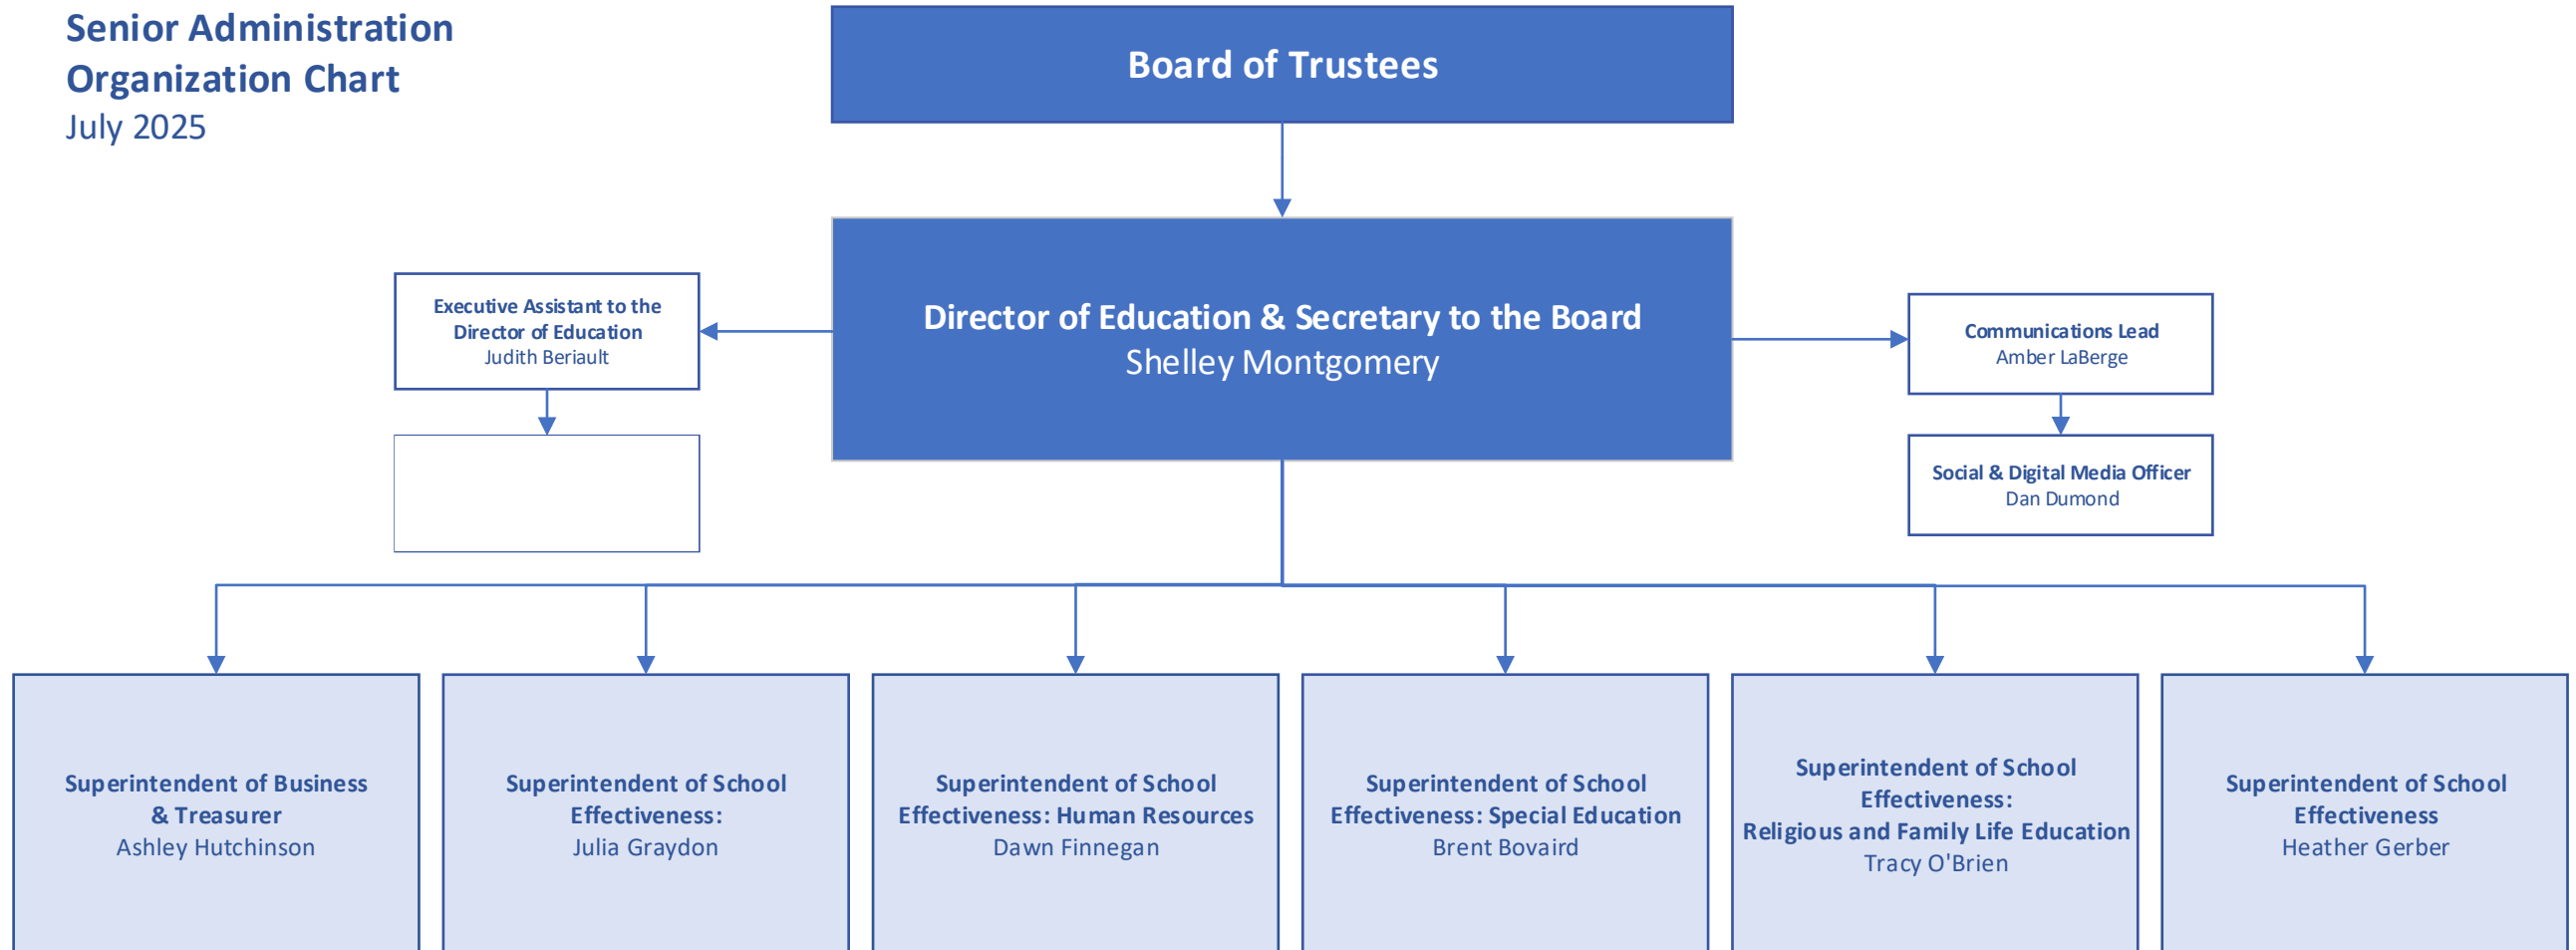 Senior Administration
Organization Chart
July 2025
Board of Trustees
Director of Education & Secretary to the Board
Shelley Montgomery
Executive Assistant to the
Director of Education
Judith Beriault
Communications Lead
Amber LaBerge
Social & Digital Media Officer
Dan Dumond
Superintendent of Business
& Treasurer
Ashley Hutchinson
Superintendent of School
Effectiveness:
Julia Graydon
Superintendent of School
Effectiveness: Human Resources
Dawn Finnegan
Superintendent of School
Effectiveness: Special Education
Brent Bovaird
Superintendent of School
Effectiveness:
Religious and Family Life Education
Tracy O'Brien
Superintendent of School
Effectiveness
Heather Gerber